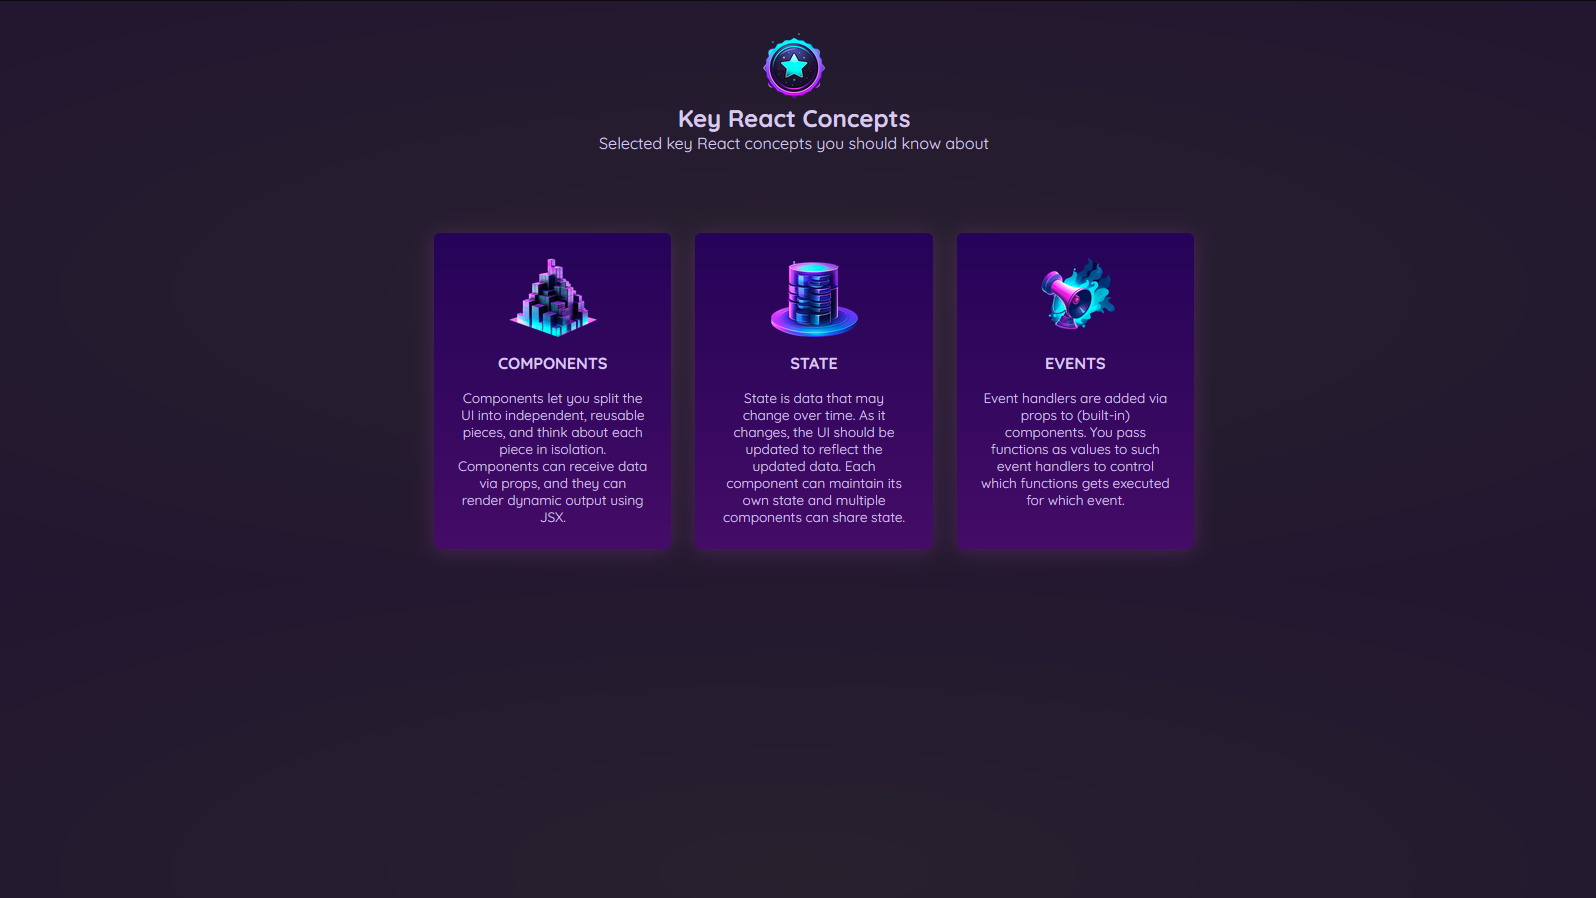 Key React Concepts
Selected key React concepts you should know about
COMPONENTS
Components let you split the
UI into independent, reusable
pieces, and think about each
piece in isolation.
Components can receive data
via props, and they can
render dynamic output using
JSX.
STATE
State is data that may
change over time. As it
changes, the UI should be
updated to reflect the
updated data. Each
component can maintain its
own state and multiple
components can share state.
EVENTS
Event handlers are added via
props to (built-in)
components. You pass
functions as values to such
event handlers to control
which functions gets executed
for which event.